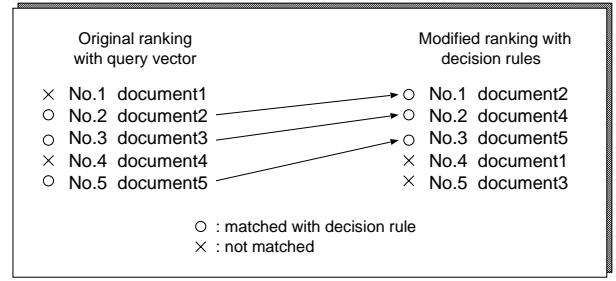 Original ranking
with query vector
× No.1 document1
○ No.2 document2
○ No.3 document3
× No.4 document4
○ No.5 document5
Modified ranking with
decision rules
○ No.1 document2
○ No.2 document4
○ No.3 document5
× No.4 document1
× No.5 document3
○ : matched with decision rule
× : not matched